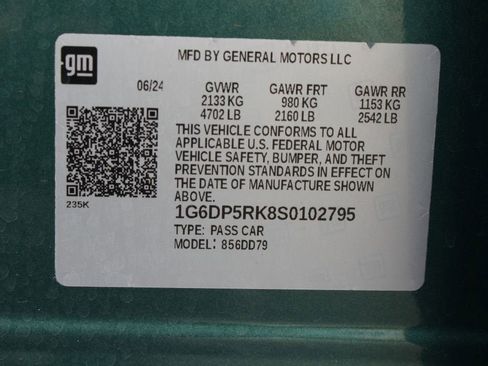 gm
MFD BY GENERAL MOTORS LLC
06/24 GVWR GAWR FRT GAWR RR
2133 KG 980 KG 1153 KG
4702 LB 2160 LB 2542 LB
THIS VEHICLE CONFORMS TO ALL
APPLICABLE U.S. FEDERAL MOTOR
VEHICLE SAFETY, BUMPER, AND THEFT
PREVENTION STANDARDS IN EFFECT ON
THE DATE OF MANUFACTURE SHOWN
ABOVE.
235K
1G6DP5RK8S0102795
TYPE: PASS CAR
MODEL: 856DD79